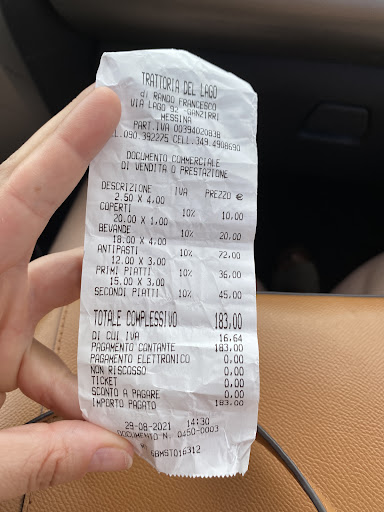 TRATTORIA DEL LAGO
di RANDO FRANCESCO
VIA LAGO 92 -GANZIRRI
MESSINA
PART.IVA 00394020838
L.090.392275 CELL.349.4908690
DOCUMENTO COMMERCIALE
DI VENDITA O PRESTAZIONE
DESCRIZIONE IVA PREZZO €
2.50 X 4,00
COPERTI 10% 10,00
20.00 X 1,00
BEVANDE 10% 20,00
18.00 X 4,00
ANTIPASTI 10% 72,00
12.00 X 3,00
PRIMI PIATTI 10% 36,00
15.00 X 3,00
SECONDI PIATTI 10% 45,00
TOTALE COMPLESSIVO 183,00
DI CUI IVA 16,64
PAGAMENTO CONTANTE 183,00
PAGAMENTO ELETTRONICO 0,00
NON RISCOSSO 0,00
TICKET 0,00
SCONTO A PAGARE 0,00
IMPORTO PAGATO 183,00
29-08-2021 14:30
DOCUMENTO N. 0450-0003